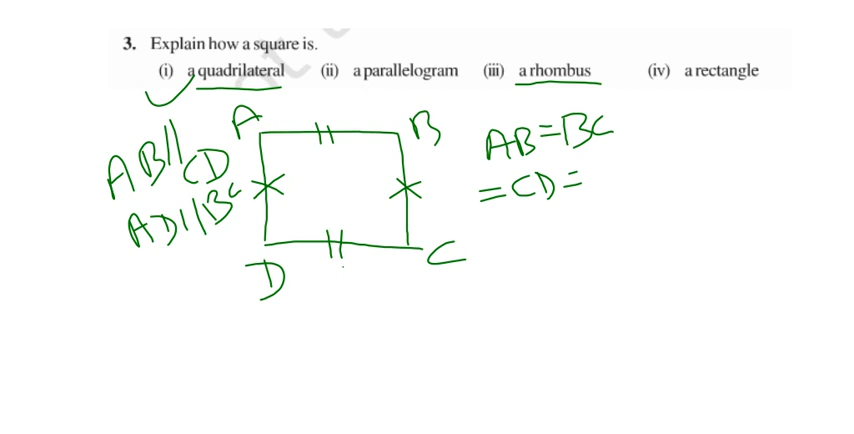 3. Explain how a square is.
(i) a quadrilateral (ii) a parallelogram (iii) a rhombus (iv) a rectangle
A B
AB || CD
AD || BC
AB = BC
= CD =
D C